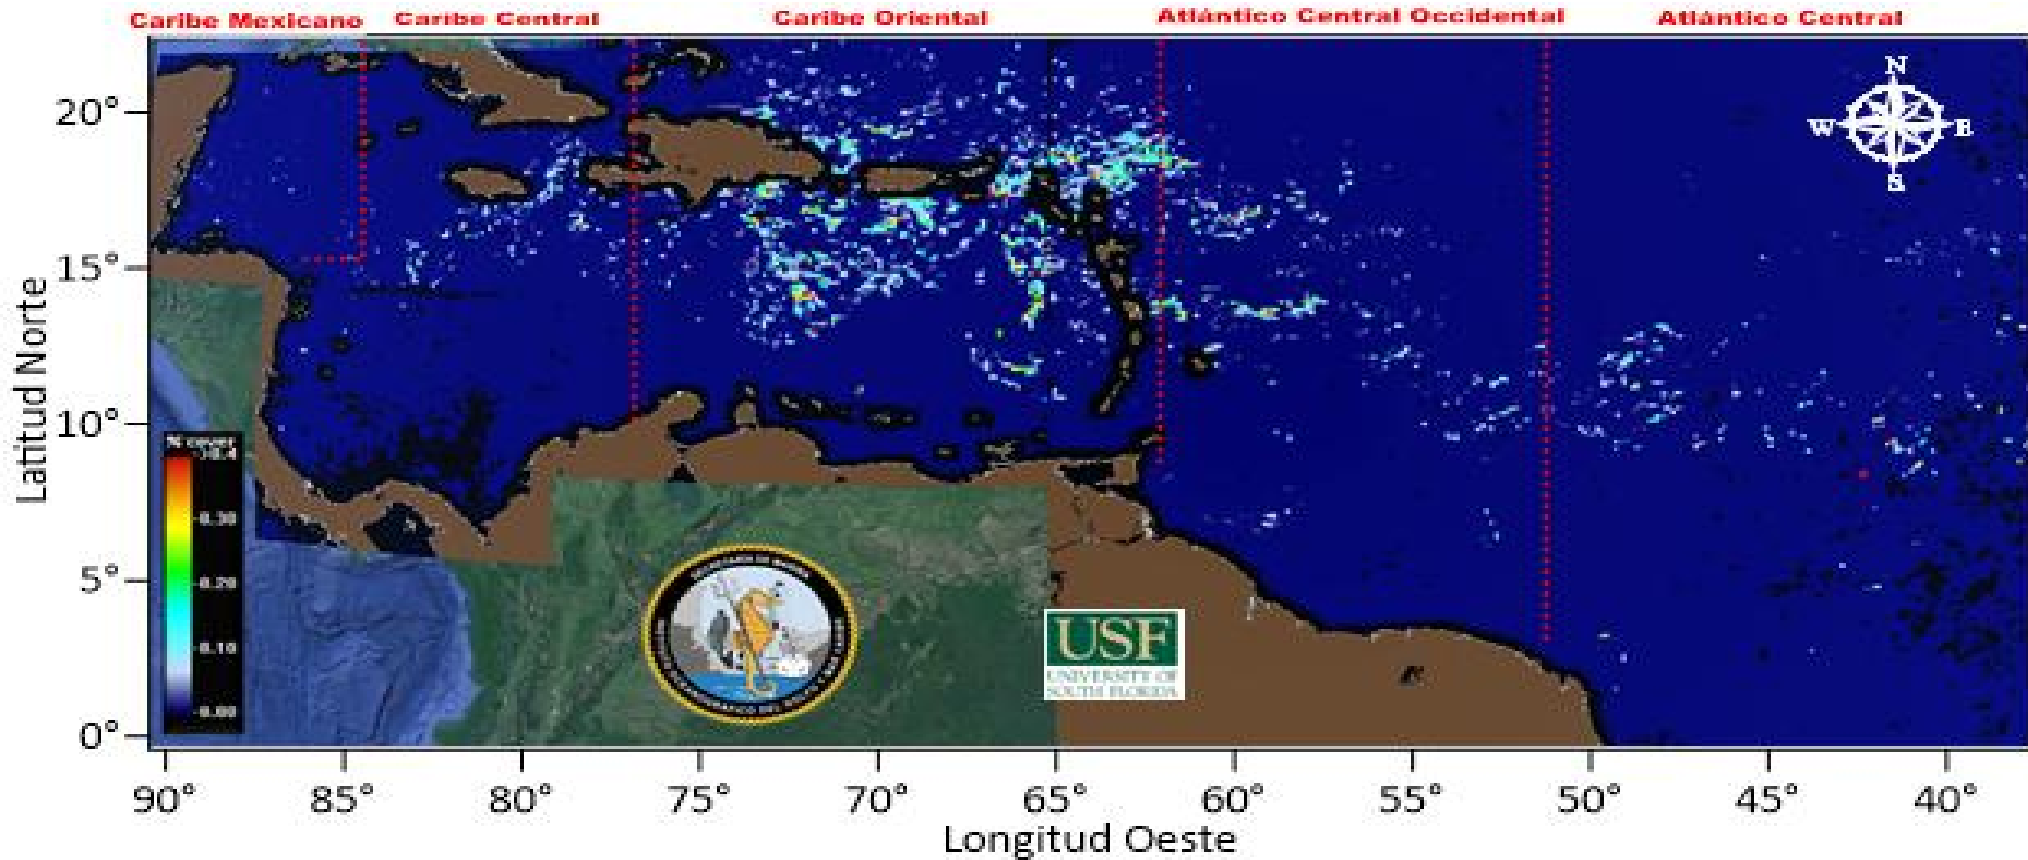 Caribe Mexicano
Caribe Central
Caribe Oriental
Atlántico Central Occidental
Atlántico Central
N
W E
S
20°
15°
10°
5°
0°
Latitud Norte
% cover
>0.4
0.30
0.20
0.10
0.00
USF
UNIVERSITY OF
SOUTH FLORIDA
90° 85° 80° 75° 70° 65° 60° 55° 50° 45° 40°
Longitud Oeste